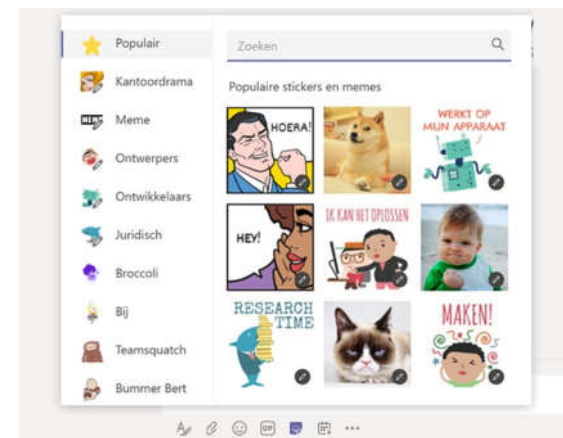 Populair
Kantoordrama
Meme
Ontwerpers
Ontwikkelaars
Juridisch
Broccoli
Bij
Teamsquatch
Bummer Bert
Zoeken
Populaire stickers en memes
HOERA!
WERKT OP
MIJN APPARAAT
HEY!
IK KAN HET OPLOSSEN
RESEARCH
TIME
MAKEN!
GIF